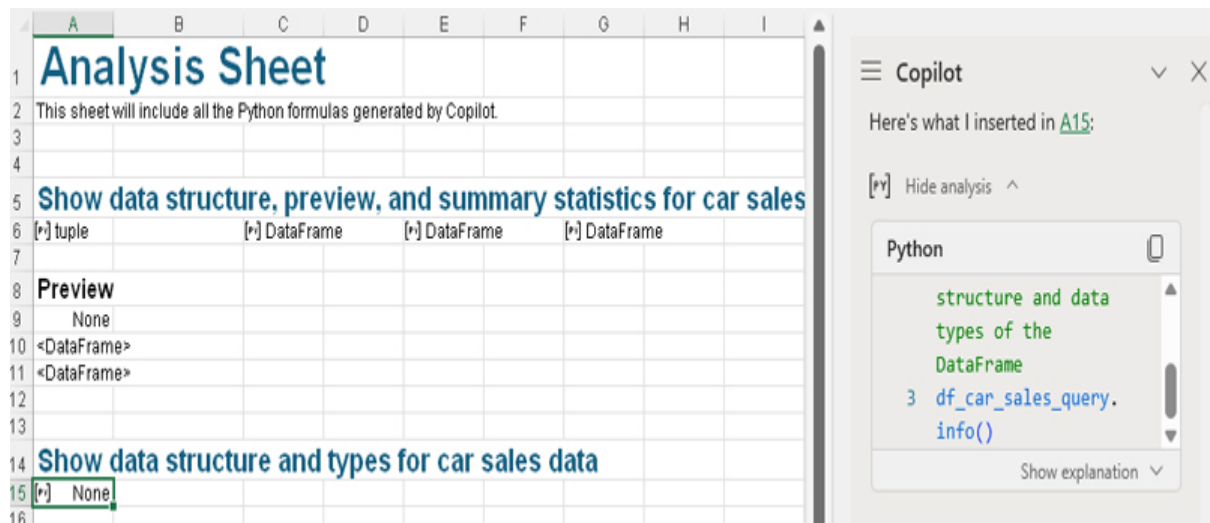 A B C D E F G H I
1 Analysis Sheet
2 This sheet will include all the Python formulas generated by Copilot.
3
4
5 Show data structure, preview, and summary statistics for car sales
6 [PY] tuple [PY] DataFrame [PY] DataFrame [PY] DataFrame
7
8 Preview
9 None
10 <DataFrame>
11 <DataFrame>
12
13
14 Show data structure and types for car sales data
15 [PY] None
16
Copilot
Here's what I inserted in A15:
[PY] Hide analysis
Python
structure and data
types of the
DataFrame
3 df_car_sales_query.
info()
Show explanation